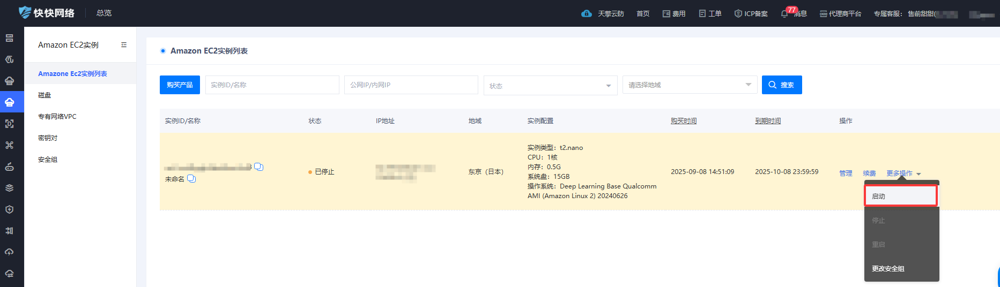 快快网络
总览
天擎云防
首页
费用
工单
ICP备案
77
消息
代理商平台
专属客服：售前甜甜(
Amazon EC2实例
Amazone Ec2实例列表
磁盘
专有网络VPC
密钥对
安全组
Amazon EC2实例列表
购买产品
实例ID/名称
公网IP/内网IP
状态
请选择地域
搜索
实例ID/名称
状态
IP地址
地域
实例配置
购买时间
到期时间
操作
未命名
已停止
东京（日本）
实例类型：t2.nano
CPU：1核
内存：0.5G
系统盘：15GB
操作系统：Deep Learning Base Qualcomm
AMI (Amazon Linux 2) 20240626
2025-09-08 14:51:09
2025-10-08 23:59:59
管理
续费
更多操作
启动
停止
重启
更改安全组